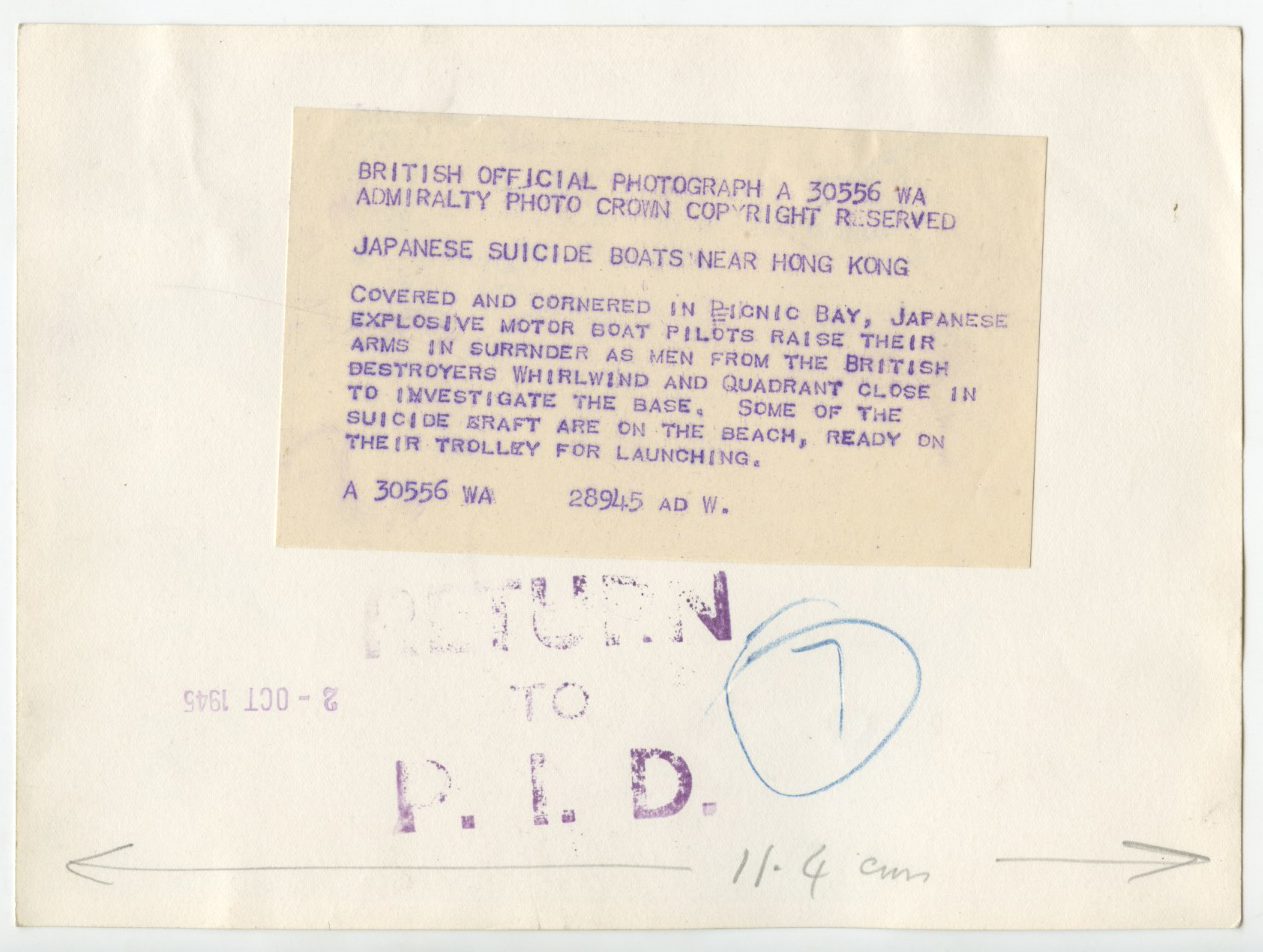 BRITISH OFFICIAL PHOTOGRAPH A 30556 WA
ADMIRALTY PHOTO CROWN COPYRIGHT RESERVED
JAPANESE SUICIDE BOATS NEAR HONG KONG
COVERED AND CORNERED IN PICNIC BAY, JAPANESE
EXPLOSIVE MOTOR BOAT PILOTS RAISE THEIR
ARMS IN SURRNDER AS MEN FROM THE BRITISH
DESTROYERS WHIRLWIND AND QUADRANT CLOSE IN
TO INVESTIGATE THE BASE. SOME OF THE
SUICIDE CRAFT ARE ON THE BEACH, READY ON
THEIR TROLLEY FOR LAUNCHING.
A 30556 WA 28945 AD W.
RETURN
TO
P. I. D.
7
2 - OCT 1945
11.4 cms